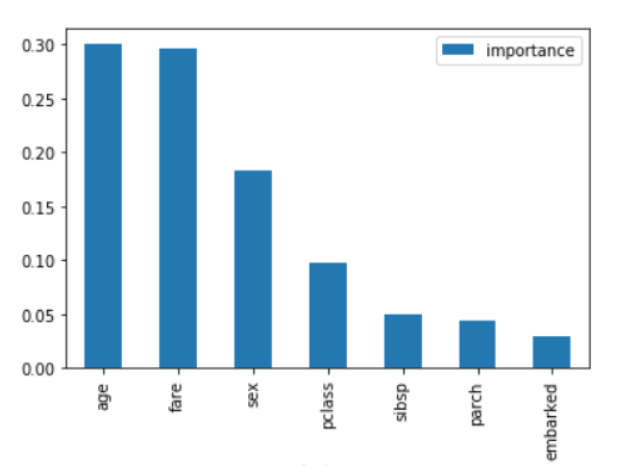 0.30
0.25
0.20
0.15
0.10
0.05
0.00
importance
age
fare
sex
pclass
sibsp
parch
embarked